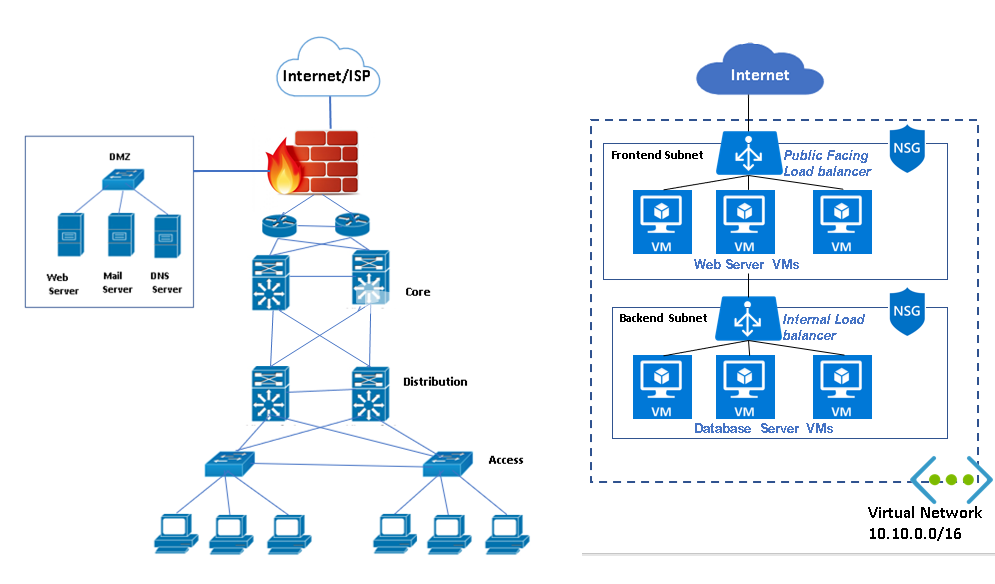 Internet/ISP
DMZ
Web
Server
Mail
Server
DNS
Server
Core
Distribution
Access
Internet
Frontend Subnet
Public Facing
Load balancer
NSG
VM
VM
VM
Web Server VMs
Backend Subnet
Internal Load
balancer
NSG
VM
VM
VM
Database Server VMs
Virtual Network
10.10.0.0/16